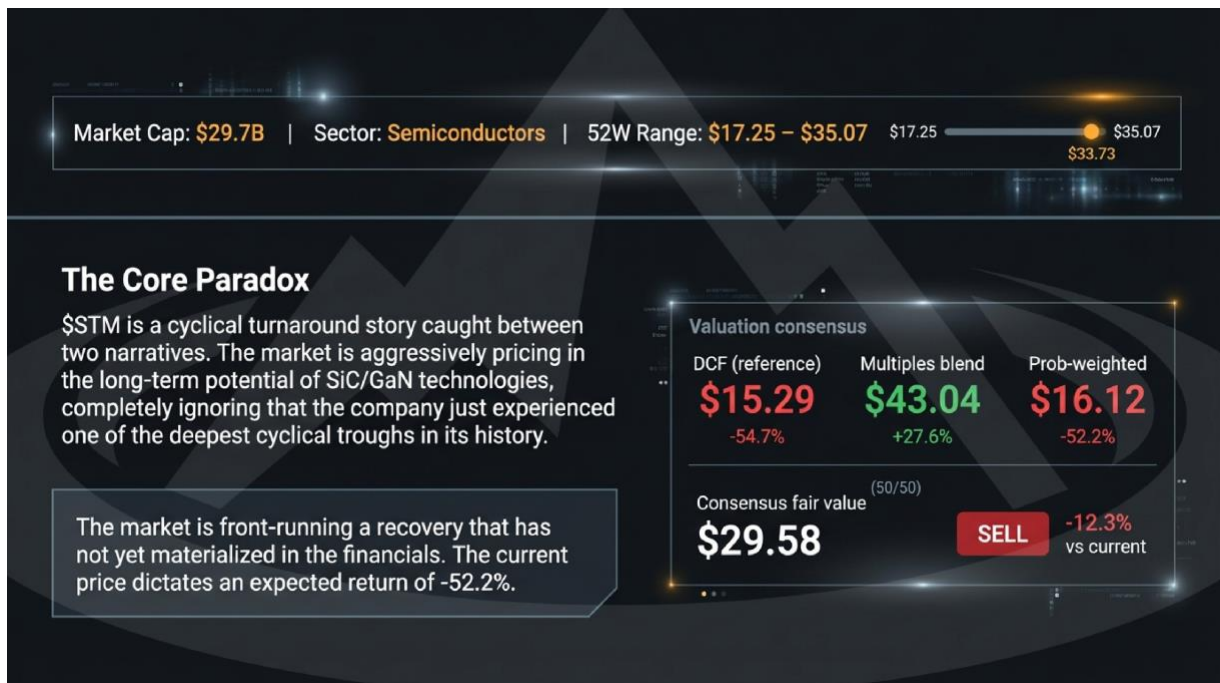 Market Cap: $29.7B | Sector: Semiconductors | 52W Range: $17.25 – $35.07 $17.25 $35.07
$33.73
The Core Paradox
$STM is a cyclical turnaround story caught between
two narratives. The market is aggressively pricing in
the long-term potential of SiC/GaN technologies,
completely ignoring that the company just experienced
one of the deepest cyclical troughs in its history.
The market is front-running a recovery that has
not yet materialized in the financials. The current
price dictates an expected return of -52.2%.
Valuation consensus
DCF (reference) Multiples blend Prob-weighted
$15.29 $43.04 $16.12
-54.7% +27.6% -52.2%
Consensus fair value (50/50)
$29.58 SELL -12.3%
vs current